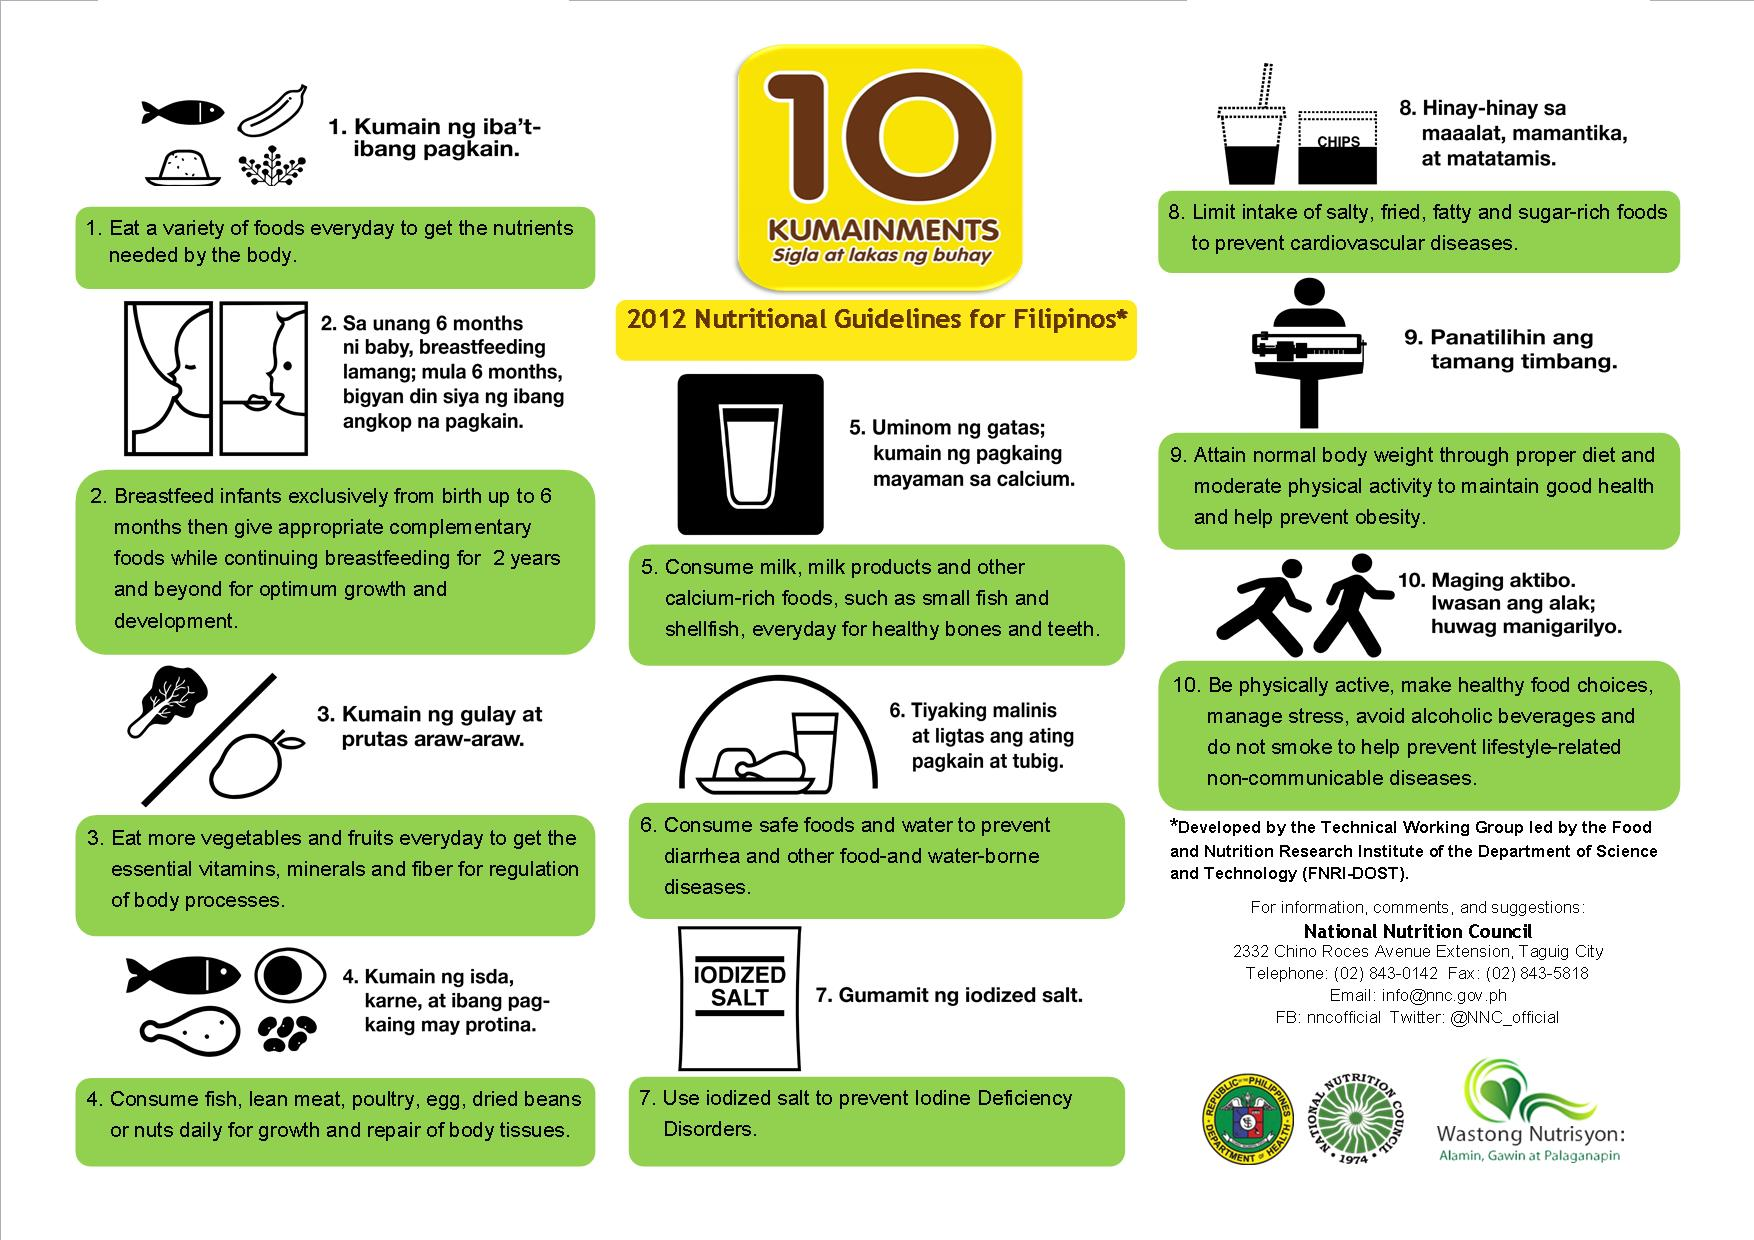 1. Kumain ng iba't-
ibang pagkain.
1. Eat a variety of foods everyday to get the nutrients
needed by the body.
2. Sa unang 6 months
ni baby, breastfeeding
lamang; mula 6 months,
bigyan din siya ng ibang
angkop na pagkain.
2. Breastfeed infants exclusively from birth up to 6
months then give appropriate complementary
foods while continuing breastfeeding for 2 years
and beyond for optimum growth and
development.
3. Kumain ng gulay at
prutas araw-araw.
3. Eat more vegetables and fruits everyday to get the
essential vitamins, minerals and fiber for regulation
of body processes.
4. Kumain ng isda,
karne, at ibang pag-
kaing may protina.
4. Consume fish, lean meat, poultry, egg, dried beans
or nuts daily for growth and repair of body tissues.
10
KUMAINMENTS
Sigla at lakas ng buhay
2012 Nutritional Guidelines for Filipinos*
5. Uminom ng gatas;
kumain ng pagkaing
mayaman sa calcium.
5. Consume milk, milk products and other
calcium-rich foods, such as small fish and
shellfish, everyday for healthy bones and teeth.
6. Tiyaking malinis
at ligtas ang ating
pagkain at tubig.
6. Consume safe foods and water to prevent
diarrhea and other food-and water-borne
diseases.
IODIZED
SALT
7. Gumamit ng iodized salt.
7. Use iodized salt to prevent Iodine Deficiency
Disorders.
CHIPS
8. Hinay-hinay sa
maaalat, mamantika,
at matatamis.
8. Limit intake of salty, fried, fatty and sugar-rich foods
to prevent cardiovascular diseases.
9. Panatilihin ang
tamang timbang.
9. Attain normal body weight through proper diet and
moderate physical activity to maintain good health
and help prevent obesity.
10. Maging aktibo.
Iwasan ang alak;
huwag manigarilyo.
10. Be physically active, make healthy food choices,
manage stress, avoid alcoholic beverages and
do not smoke to help prevent lifestyle-related
non-communicable diseases.
*Developed by the Technical Working Group led by the Food
and Nutrition Research Institute of the Department of Science
and Technology (FNRI-DOST).
For information, comments, and suggestions:
National Nutrition Council
2332 Chino Roces Avenue Extension, Taguig City
Telephone: (02) 843-0142 Fax: (02) 843-5818
Email: info@nnc.gov.ph
FB: nncofficial Twitter: @NNC_official
REPUBLIC OF THE PHILIPPINES
DEPARTMENT OF HEALTH
NATIONAL NUTRITION COUNCIL
1974
Wastong Nutrisyon:
Alamin, Gawin at Palaganapin